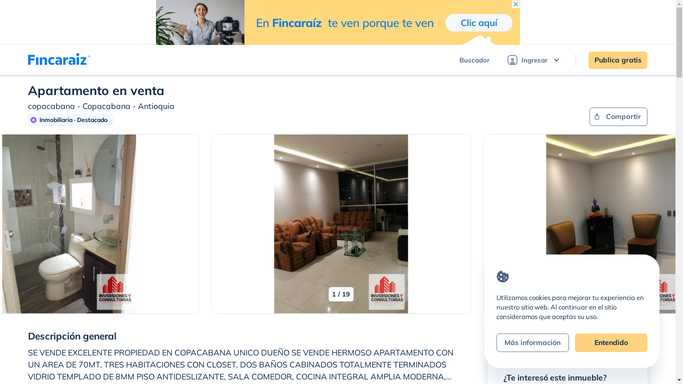 En Fincaraíz te ven porque te ven
Clic aquí
Fincaraíz
Buscador
Ingresar
Publica gratis
Apartamento en venta
copacabana - Copacabana - Antioquia
Inmobiliaria · Destacado
Compartir
INVERSIONES Y
CONSULTORIAS
1 / 19
INVERSIONES Y
CONSULTORIAS
Utilizamos cookies para mejorar tu experiencia en
nuestro sitio web. Al continuar en el sitio
consideramos que aceptas su uso.
Más información
Entendido
Descripción general
SE VENDE EXCELENTE PROPIEDAD EN COPACABANA UNICO DUEÑO SE VENDE HERMOSO APARTAMENTO CON
UN AREA DE 70MT, TRES HABITACIONES CON CLOSET, DOS BAÑOS CABINADOS TOTALMENTE TERMINADOS
VIDRIO TEMPLADO DE 8MM PISO ANTIDESLIZANTE, SALA COMEDOR, COCINA INTEGRAL AMPLIA MODERNA,...
¿Te interesó este inmueble?